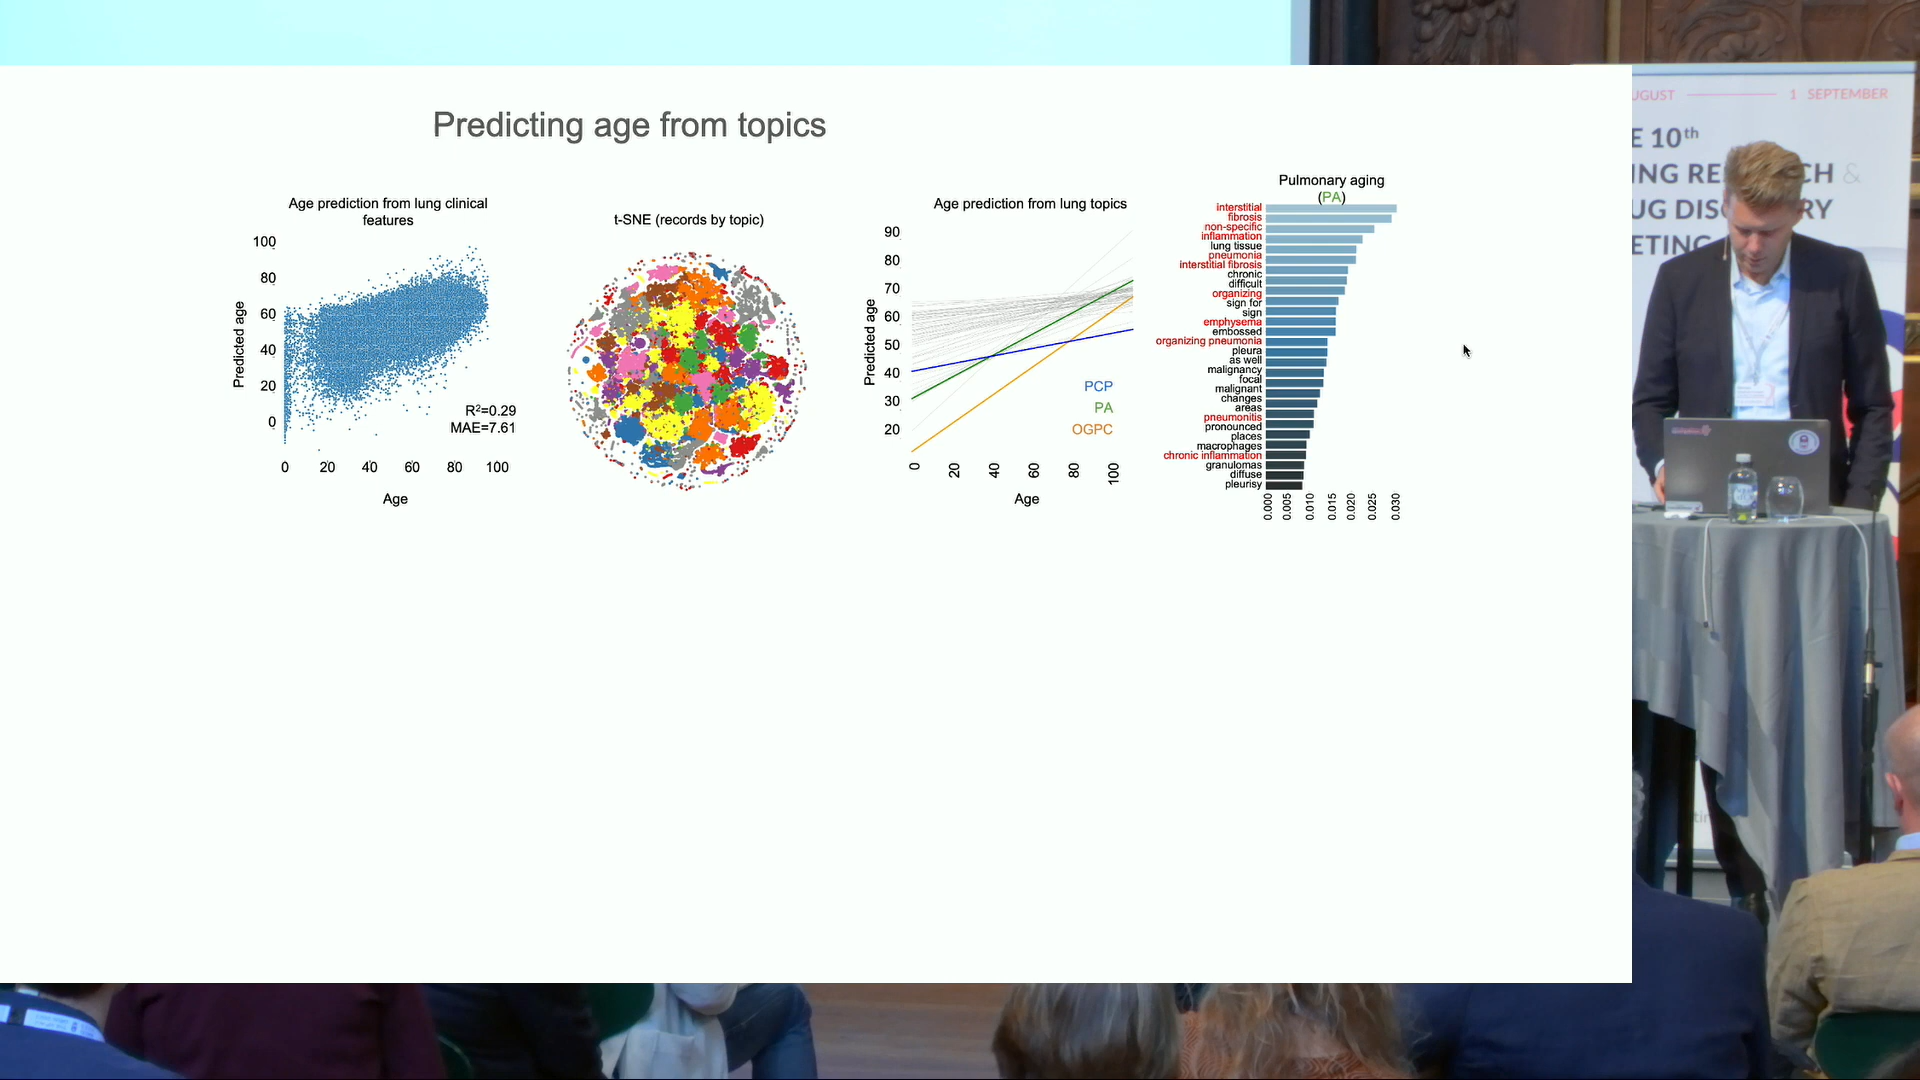 Predicting age from topics
Age prediction from lung clinical
features
100
80
60
40
20
0
Predicted age
R²=0.29
MAE=7.61
0 20 40 60 80 100
Age
t-SNE (records by topic)
Age prediction from lung topics
90
80
70
60
50
40
30
20
Predicted age
PCP
PA
OGPC
0 20 40 60 80 100
Age
Pulmonary aging
(PA)
interstitial
fibrosis
non-specific
inflammation
lung tissue
pneumonia
interstitial fibrosis
chronic
difficult
organizing
sign for
sign
emphysema
embossed
organizing pneumonia
pleura
as well
malignancy
focal
malignant
changes
areas
pneumonitis
pronounced
places
macrophages
chronic inflammation
granulomas
diffuse
pleurisy
0.000 0.005 0.010 0.015 0.020 0.025 0.030
UGUST 1 SEPTEMBER
E 10th
ING RE CH &
UG DISC RY
ETING